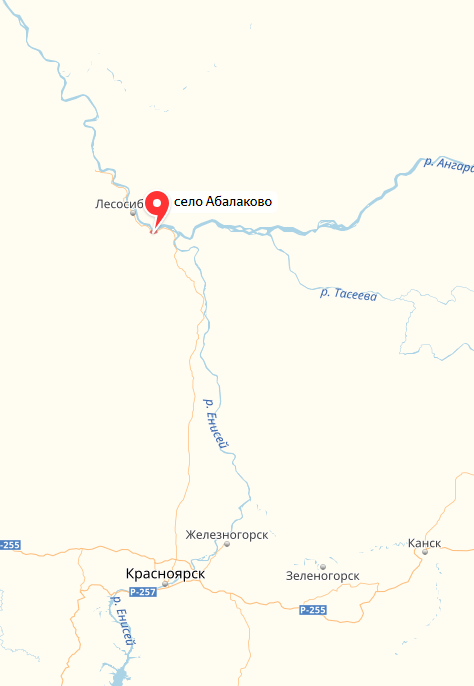 р. Ангара
Лесосиб
село Абалаково
р. Тасеева
р. Енисей
-255
Железногорск
Канск
Красноярск
Зеленогорск
Р-257
Р-255
р. Енисей